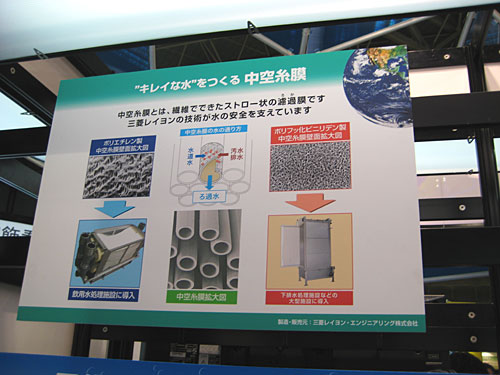 "キレイな水"をつくる 中空糸膜
中空糸膜とは、繊維でできたストロー状の濾過膜です
三菱レイヨンの技術が水の安全を支えています
ポリエチレン製
中空糸膜壁面拡大図
中空糸膜の水の通り方
水道水
汚水
排水
ろ過水
ポリフッ化ビニリデン製
中空糸膜壁面拡大図
飲用水処理施設に導入
中空糸膜拡大図
下排水処理施設などの
大型施設に導入
製造・販売元：三菱レイヨン・エンジニアリング株式会社